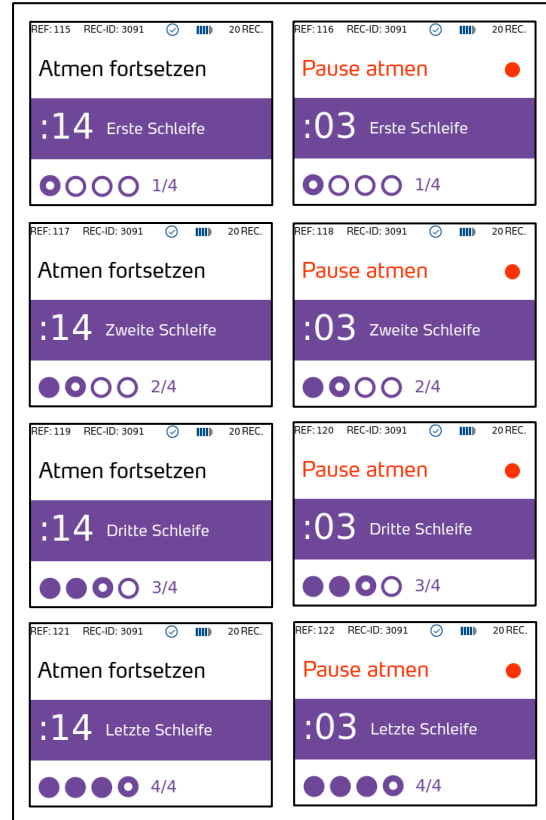 REF: 115 REC-ID: 3091 20 REC.
Atmen fortsetzen
:14 Erste Schleife
1/4
REF: 116 REC-ID: 3091 20 REC.
Pause atmen
:03 Erste Schleife
1/4
REF: 117 REC-ID: 3091 20 REC.
Atmen fortsetzen
:14 Zweite Schleife
2/4
REF: 118 REC-ID: 3091 20 REC.
Pause atmen
:03 Zweite Schleife
2/4
REF: 119 REC-ID: 3091 20 REC.
Atmen fortsetzen
:14 Dritte Schleife
3/4
REF: 120 REC-ID: 3091 20 REC.
Pause atmen
:03 Dritte Schleife
3/4
REF: 121 REC-ID: 3091 20 REC.
Atmen fortsetzen
:14 Letzte Schleife
4/4
REF: 122 REC-ID: 3091 20 REC.
Pause atmen
:03 Letzte Schleife
4/4